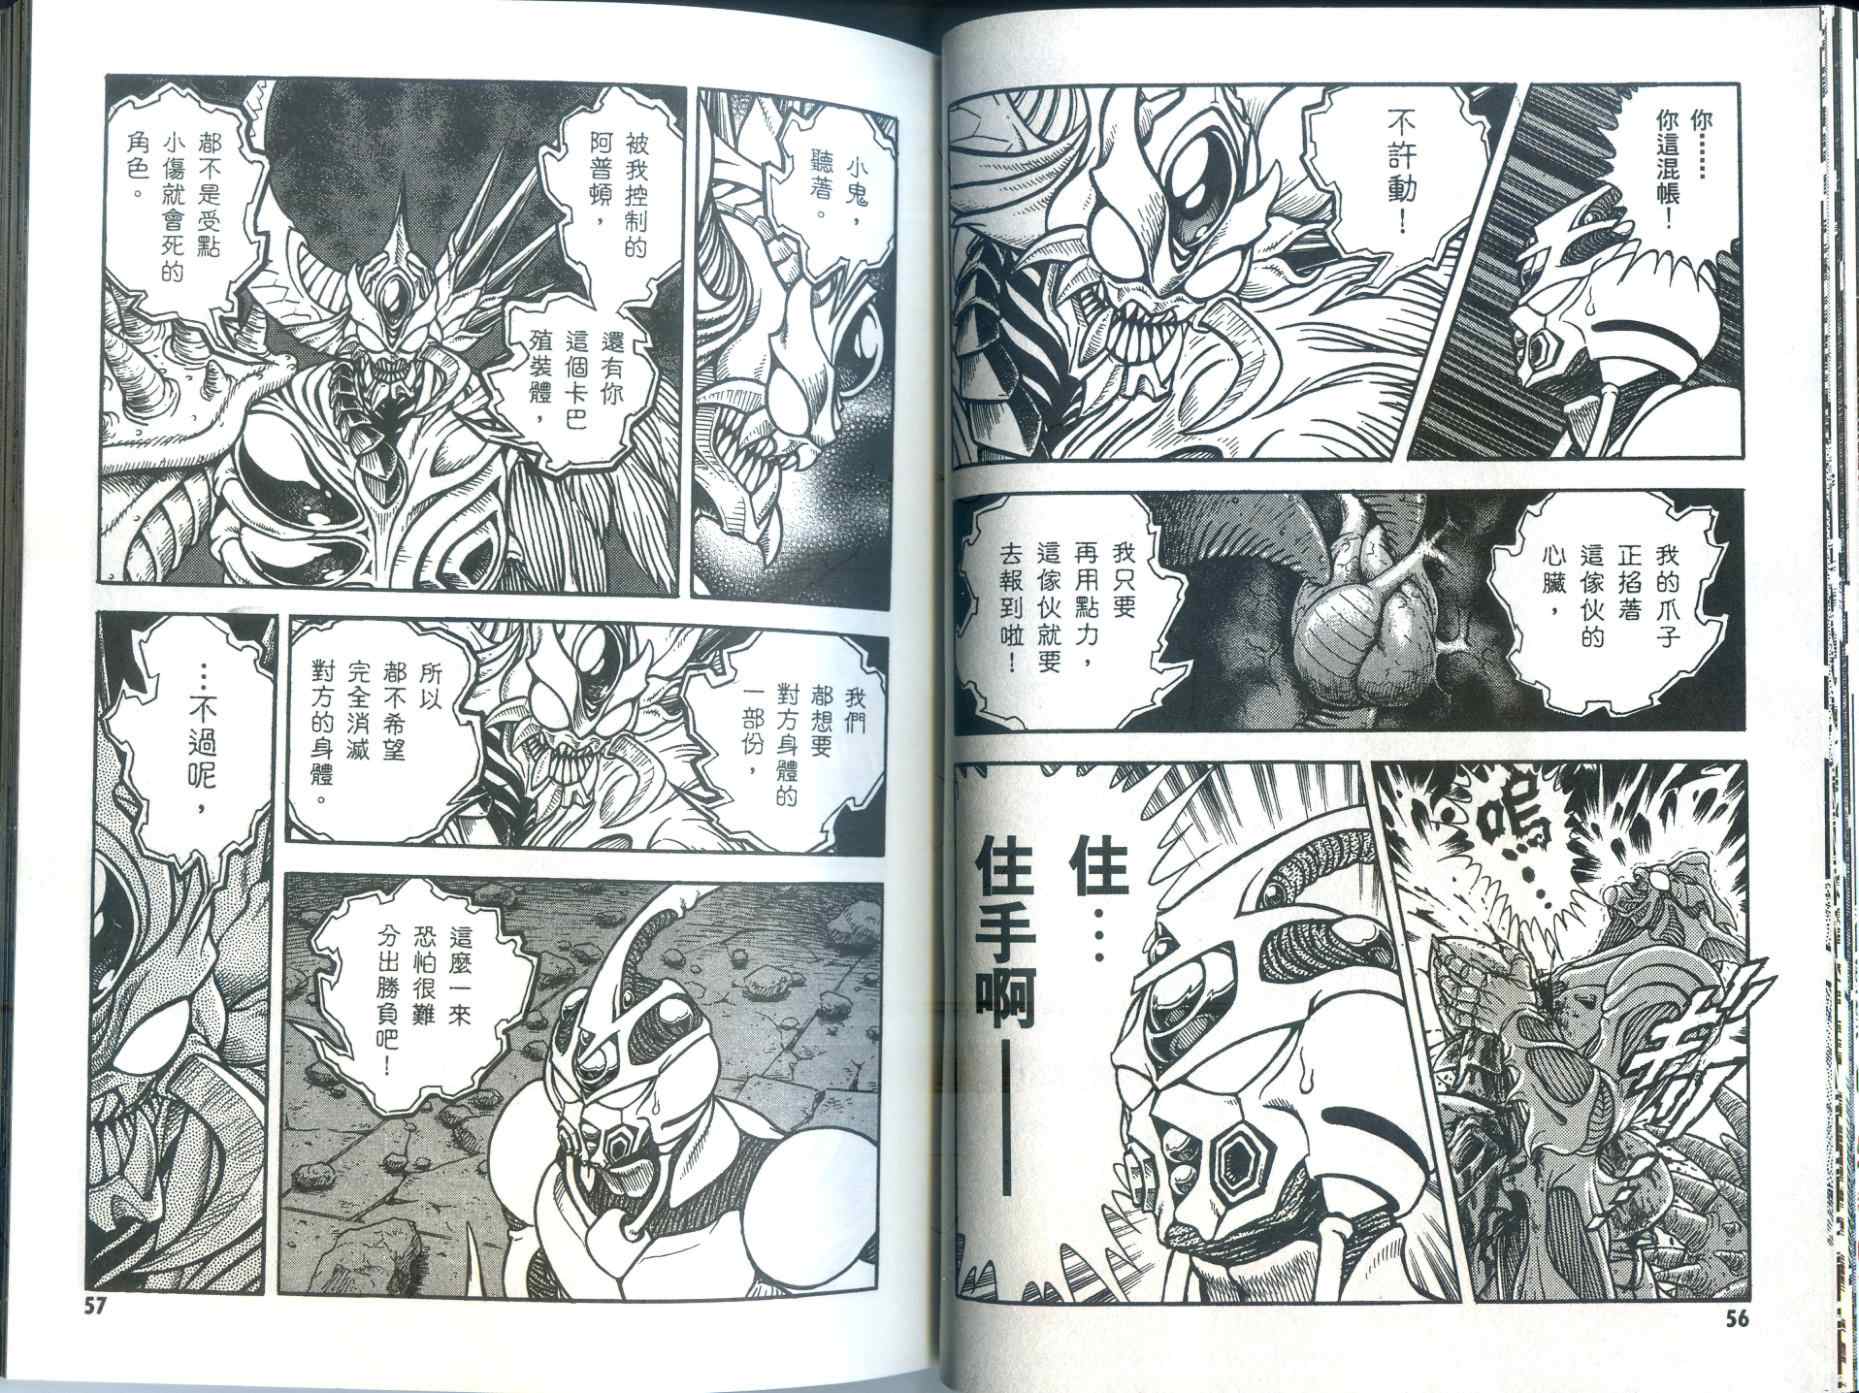 你……
你這混帳！
不許動！
我的爪子
正掐著
這傢伙的
心臟，
我只要
再用點力，
這傢伙就要
去報到啦！
嗚……
住…
住手啊——
56
小鬼，
聽著。
被我控制的
阿普頓，
還有你
這個卡巴
殖裝體，
都不是受點
小傷就會死的
角色。
我們
都想要
對方身體的
一部份，
所以
都不希望
完全消滅
對方的身體。
這麼一來
恐怕很難
分出勝負吧！
…不過呢，
57